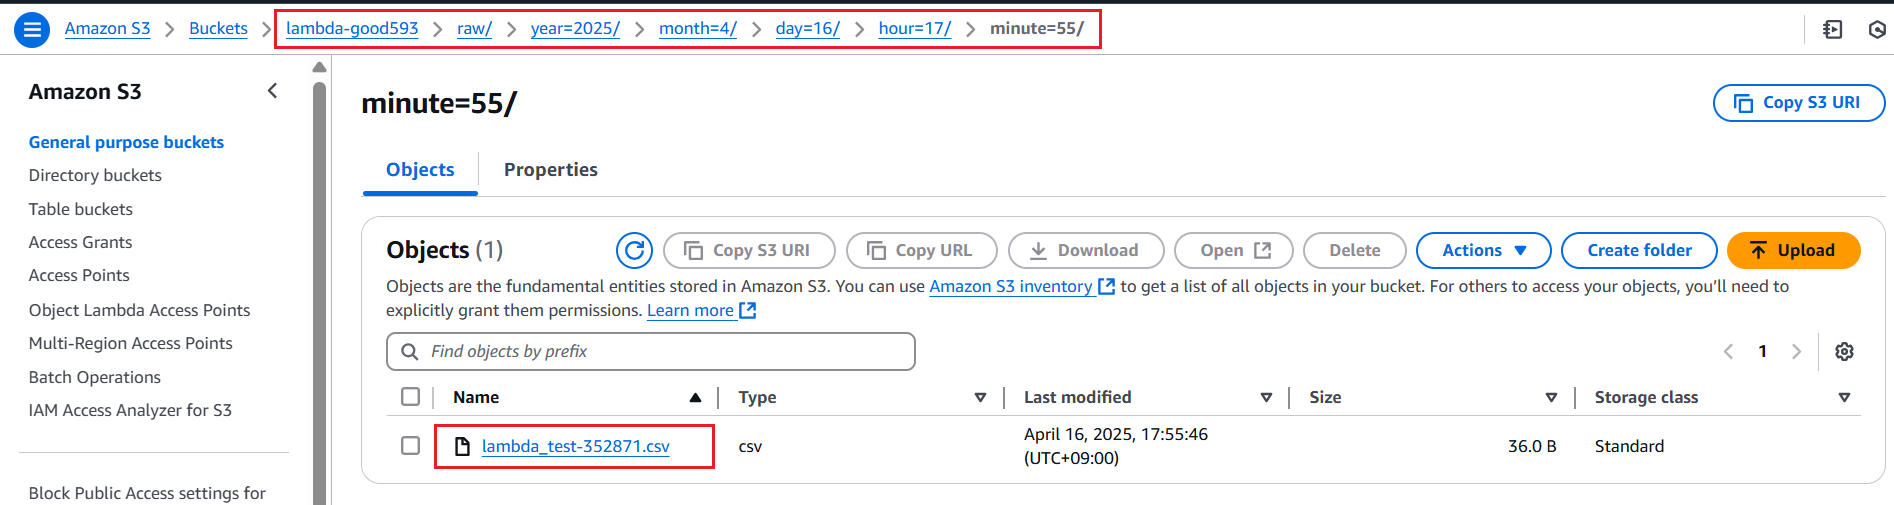 Amazon S3 > Buckets > lambda-good593 > raw/ > year=2025/ > month=4/ > day=16/ > hour=17/ > minute=55/
Amazon S3
General purpose buckets
Directory buckets
Table buckets
Access Grants
Access Points
Object Lambda Access Points
Multi-Region Access Points
Batch Operations
IAM Access Analyzer for S3
Block Public Access settings for
minute=55/
Copy S3 URI
Objects
Properties
Objects (1)
Copy S3 URI
Copy URL
Download
Open
Delete
Actions
Create folder
Upload
Objects are the fundamental entities stored in Amazon S3. You can use Amazon S3 inventory to get a list of all objects in your bucket. For others to access your objects, you'll need to
explicitly grant them permissions. Learn more
Find objects by prefix
1
Name
Type
Last modified
Size
Storage class
lambda_test-352871.csv
csv
April 16, 2025, 17:55:46
(UTC+09:00)
36.0 B
Standard